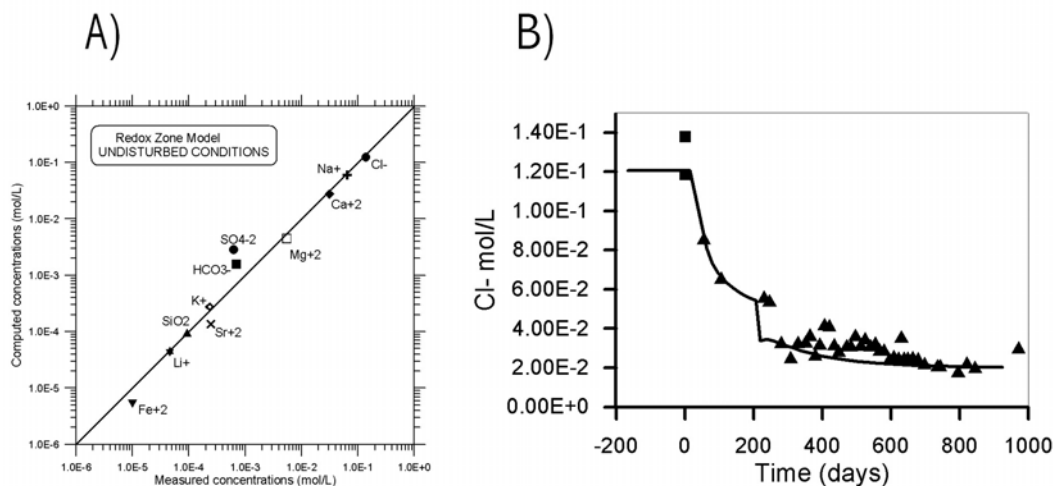 A)
1.0E+0
1.0E-1
1.0E-2
1.0E-3
1.0E-4
1.0E-5
1.0E-6
Computed concentrations (mol/L)
Redox Zone Model
UNDISTURBED CONDITIONS
Na+
Cl-
Ca+2
SO4-2
Mg+2
HCO3-
K+
SiO2
Sr+2
Li+
Fe+2
1.0E-6 1.0E-5 1.0E-4 1.0E-3 1.0E-2 1.0E-1 1.0E+0
Measured concentrations (mol/L)
B)
1.40E-1
1.20E-1
1.00E-1
8.00E-2
6.00E-2
4.00E-2
2.00E-2
0.00E+0
Cl- mol/L
-200 0 200 400 600 800 1000
Time (days)